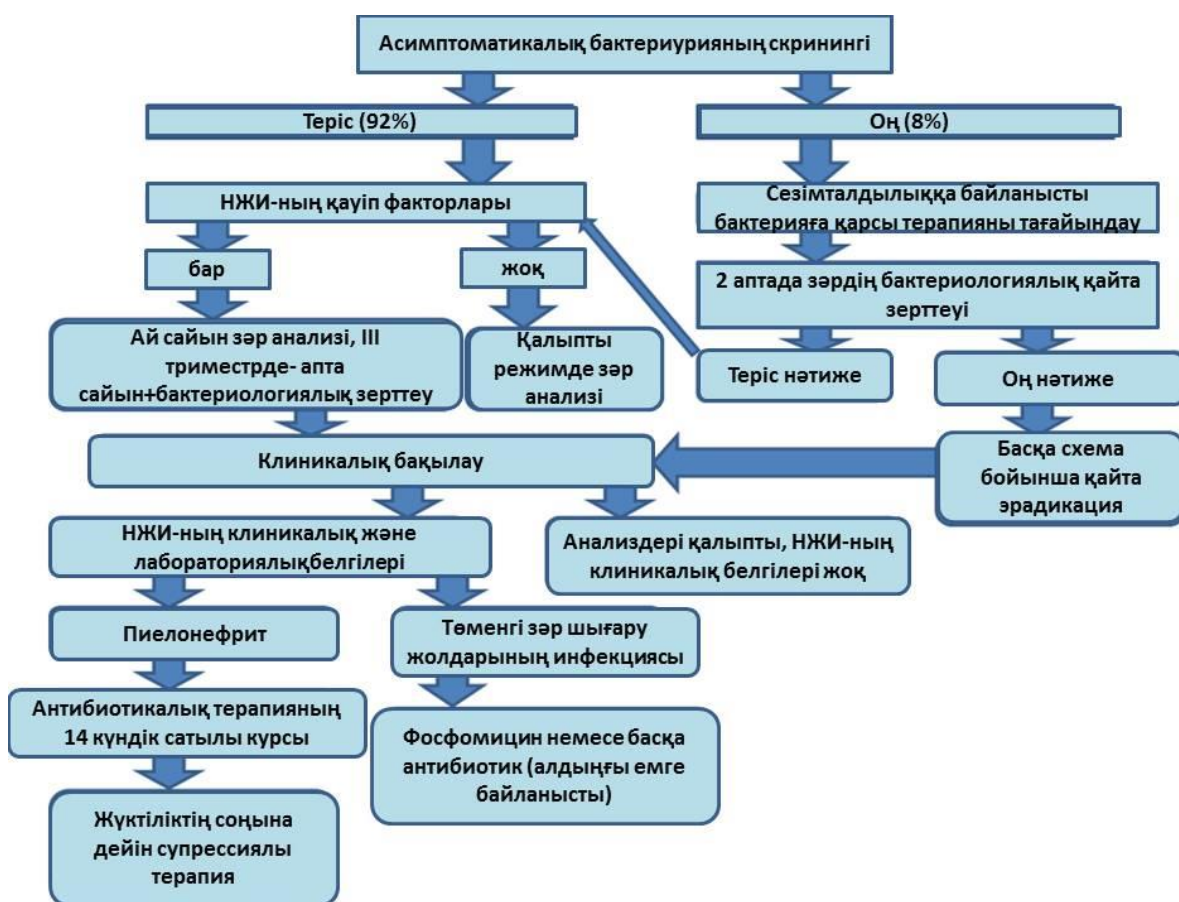 Асимптоматикалық бактериурияның скринингі
Теріс (92%)
Оң (8%)
НЖИ-ның қауіп факторлары
Сезімталдылыққа байланысты
бактерияға қарсы терапияны тағайындау
бар
жоқ
2 аптада зәрдің бактериологиялық қайта
зерттеуі
Ай сайын зәр анализі, III
триместрде- апта
сайын+бактериологиялық зерттеу
Қалыпты
режимде зәр
анализі
Теріс нәтиже
Оң нәтиже
Клиникалық бақылау
Басқа схема
бойынша қайта
эрадикация
НЖИ-ның клиникалық және
лабораториялықбелгілері
Анализдері қалыпты, НЖИ-ның
клиникалық белгілері жоқ
Пиелонефрит
Төменгі зәр шығару
жолдарының инфекциясы
Антибиотикалық терапияның
14 күндік сатылы курсы
Фосфомицин немесе басқа
антибиотик (алдыңғы емге
байланысты)
Жүктіліктің соңына
дейін супрессиялы
терапия